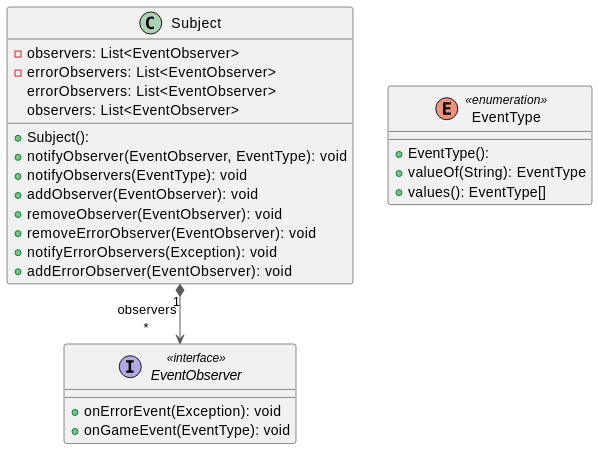 C Subject
observers: List<EventObserver>
errorObservers: List<EventObserver>
errorObservers: List<EventObserver>
observers: List<EventObserver>
Subject():
notifyObserver(EventObserver, EventType): void
notifyObservers(EventType): void
addObserver(EventObserver): void
removeObserver(EventObserver): void
removeErrorObserver(EventObserver): void
notifyErrorObservers(Exception): void
addErrorObserver(EventObserver): void
E «enumeration»
EventType
EventType():
valueOf(String): EventType
values(): EventType[]
1
observers
*
I «interface»
EventObserver
onErrorEvent(Exception): void
onGameEvent(EventType): void